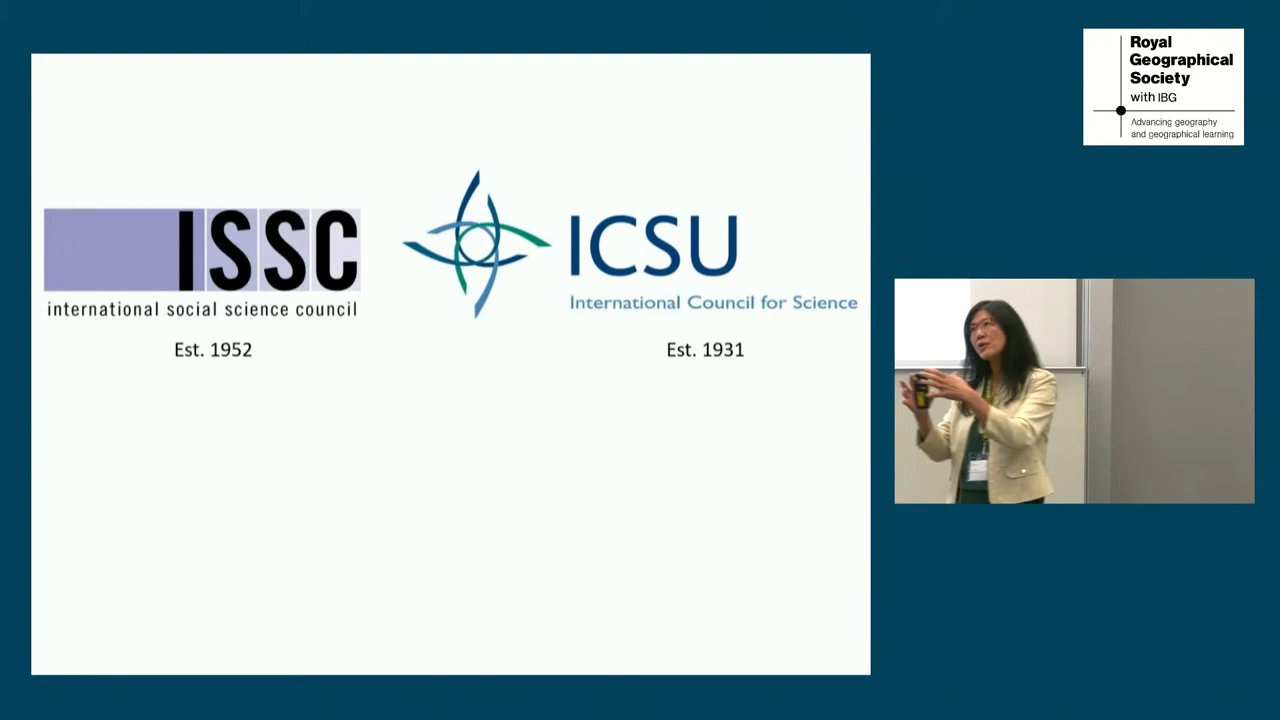 ISSC
international social science council
Est. 1952
ICSU
International Council for Science
Est. 1931
Royal
Geographical
Society
with IBG
Advancing geography
and geographical learning